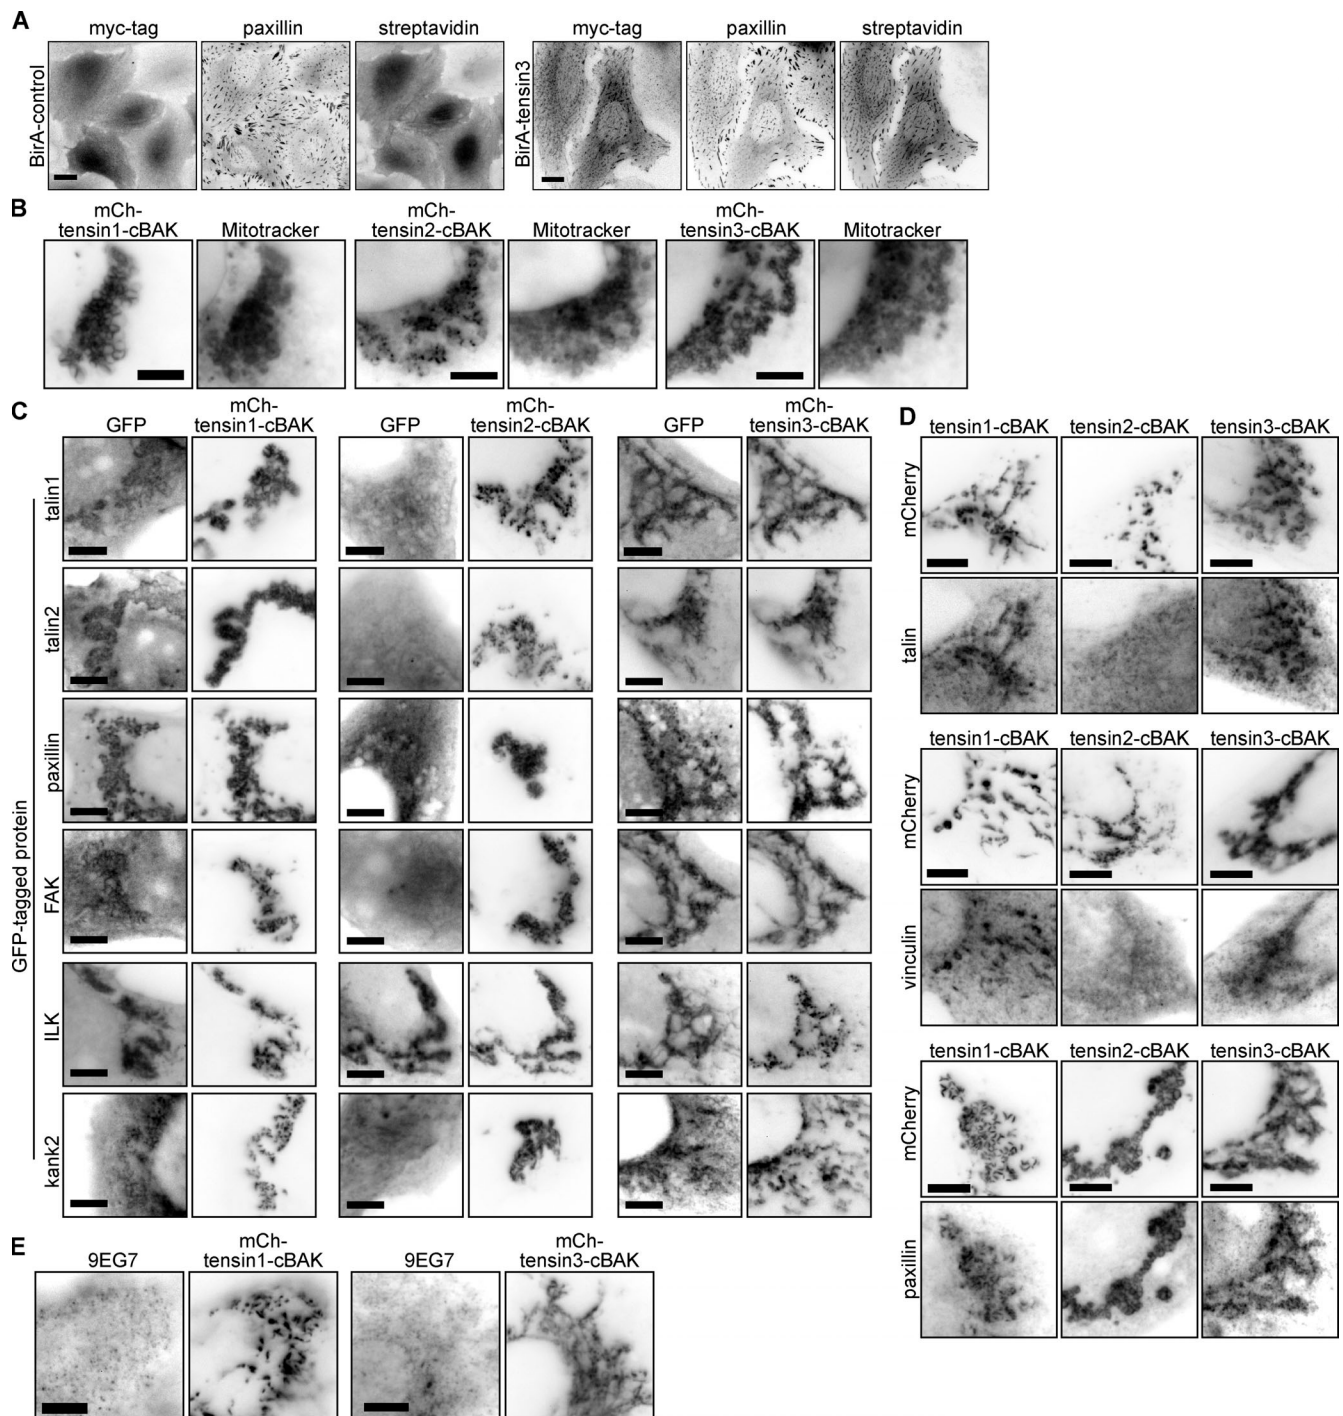 A
myc-tag paxillin streptavidin myc-tag paxillin streptavidin
BirA-control
BirA-tensin3
B
mCh-
tensin1-cBAK Mitotracker mCh-
tensin2-cBAK Mitotracker mCh-
tensin3-cBAK Mitotracker
C
GFP mCh-
tensin1-cBAK GFP mCh-
tensin2-cBAK GFP mCh-
tensin3-cBAK
GFP-tagged protein
talin1
talin2
paxillin
FAK
ILK
kank2
D
tensin1-cBAK tensin2-cBAK tensin3-cBAK
mCherry
talin
tensin1-cBAK tensin2-cBAK tensin3-cBAK
mCherry
vinculin
tensin1-cBAK tensin2-cBAK tensin3-cBAK
mCherry
paxillin
E
9EG7 mCh-
tensin1-cBAK 9EG7 mCh-
tensin3-cBAK